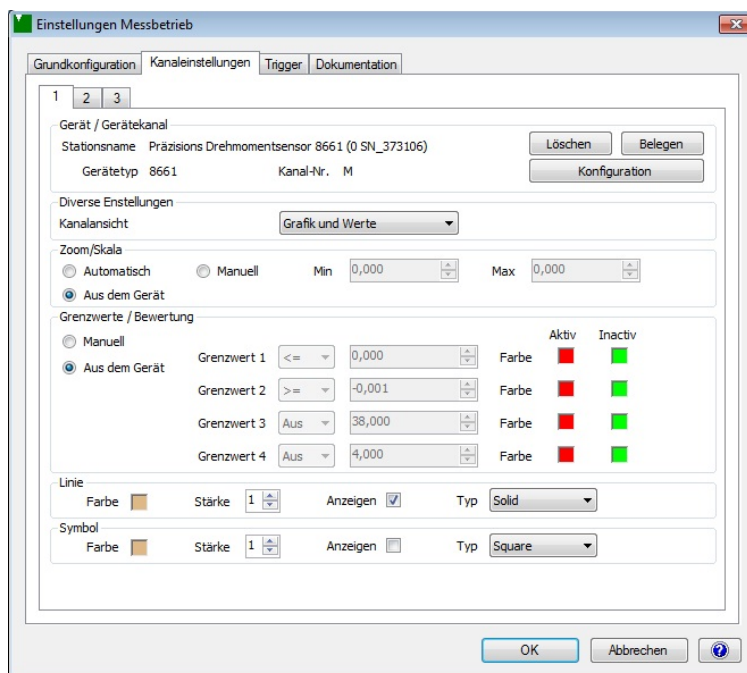 Einstellungen Messbetrieb
Grundkonfiguration Kanaleinstellungen Trigger Dokumentation
1 2 3
Gerät / Gerätekanal
Stationsname Präzisions Drehmomentsensor 8661 (0 SN_373106) Löschen Belegen
Gerätetyp 8661 Kanal-Nr. M Konfiguration
Diverse Enstellungen
Kanalansicht Grafik und Werte
Zoom/Skala
Automatisch Manuell Min 0,000 Max 0,000
Aus dem Gerät
Grenzwerte / Bewertung
Manuell Aktiv Inactiv
Aus dem Gerät Grenzwert 1 <= 0,000 Farbe
Grenzwert 2 >= -0,001 Farbe
Grenzwert 3 Aus 38,000 Farbe
Grenzwert 4 Aus 4,000 Farbe
Linie
Farbe Stärke 1 Anzeigen Typ Solid
Symbol
Farbe Stärke 1 Anzeigen Typ Square
OK Abbrechen ?